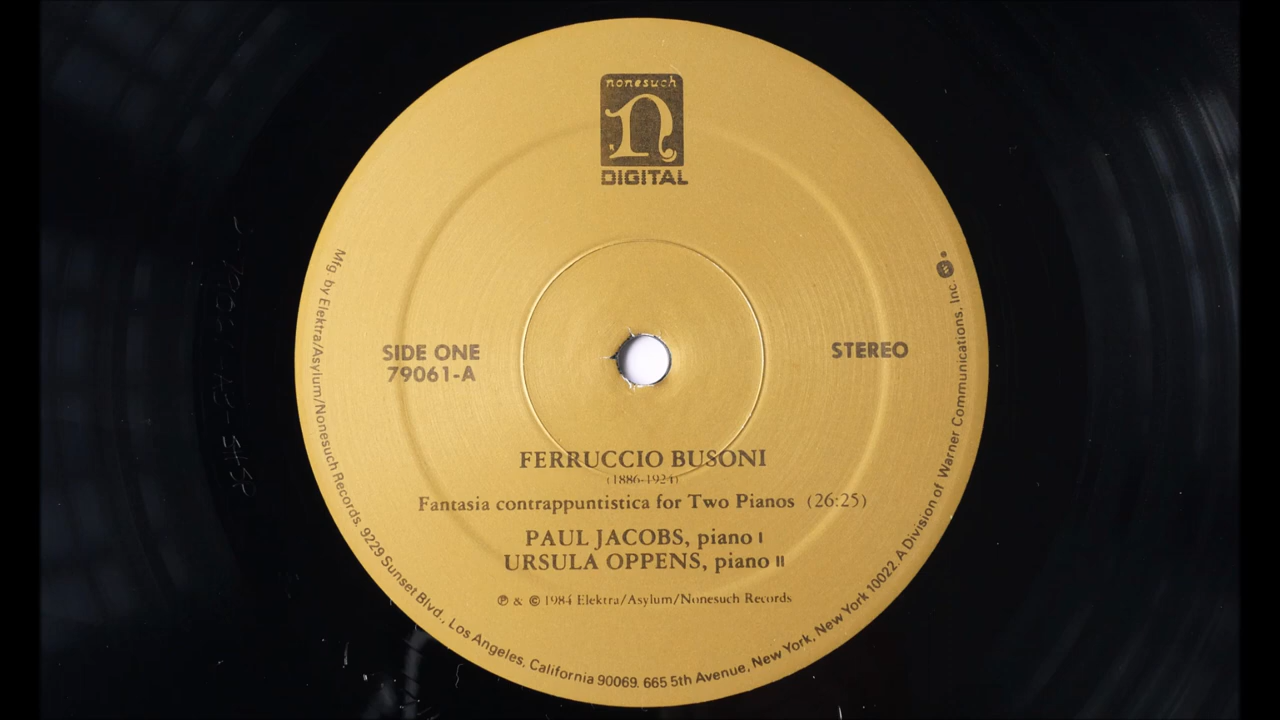 nonesuch
n
DIGITAL
SIDE ONE
79061-A
STEREO
FERRUCCIO BUSONI
(1886-1924)
Fantasia contrappuntistica for Two Pianos (26:25)
PAUL JACOBS, piano I
URSULA OPPENS, piano II
℗ & © 1984 Elektra/Asylum/Nonesuch Records
Mfg. by Elektra/Asylum/Nonesuch Records. 9229 Sunset Blvd., Los Angeles, California 90069. 665 5th Avenue, New York, New York 10022. A Division of Warner Communications, Inc.